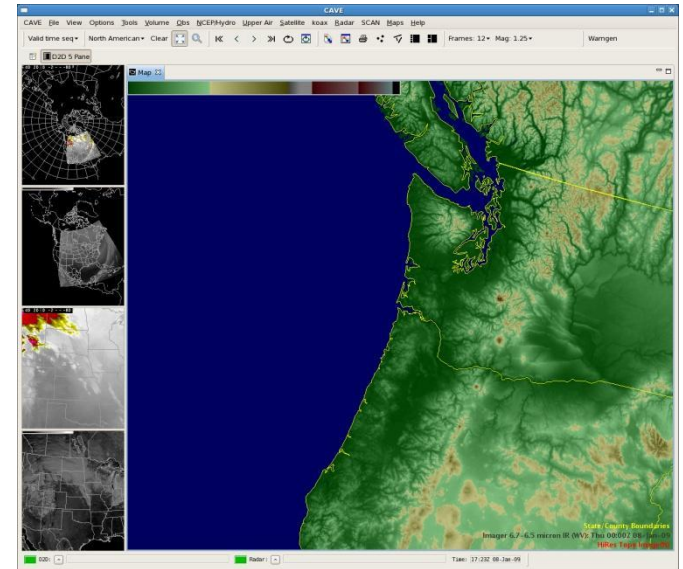 CAVE
CAVE File View Options Tools Volume Obs NCEP/Hydro Upper Air Satellite koax Radar SCAN Maps Help
Valid time seq North American Clear Frames: 12 Mag: 1.25 Warngen
D2D 5 Pane
Map
State/County Boundaries
Imager 6.7-6.5 micron IR (WV): Thu 00:00Z 08-Jan-09
HiRes Topo Image
D2D: Radar: Time: 17:23Z 08-Jan-09